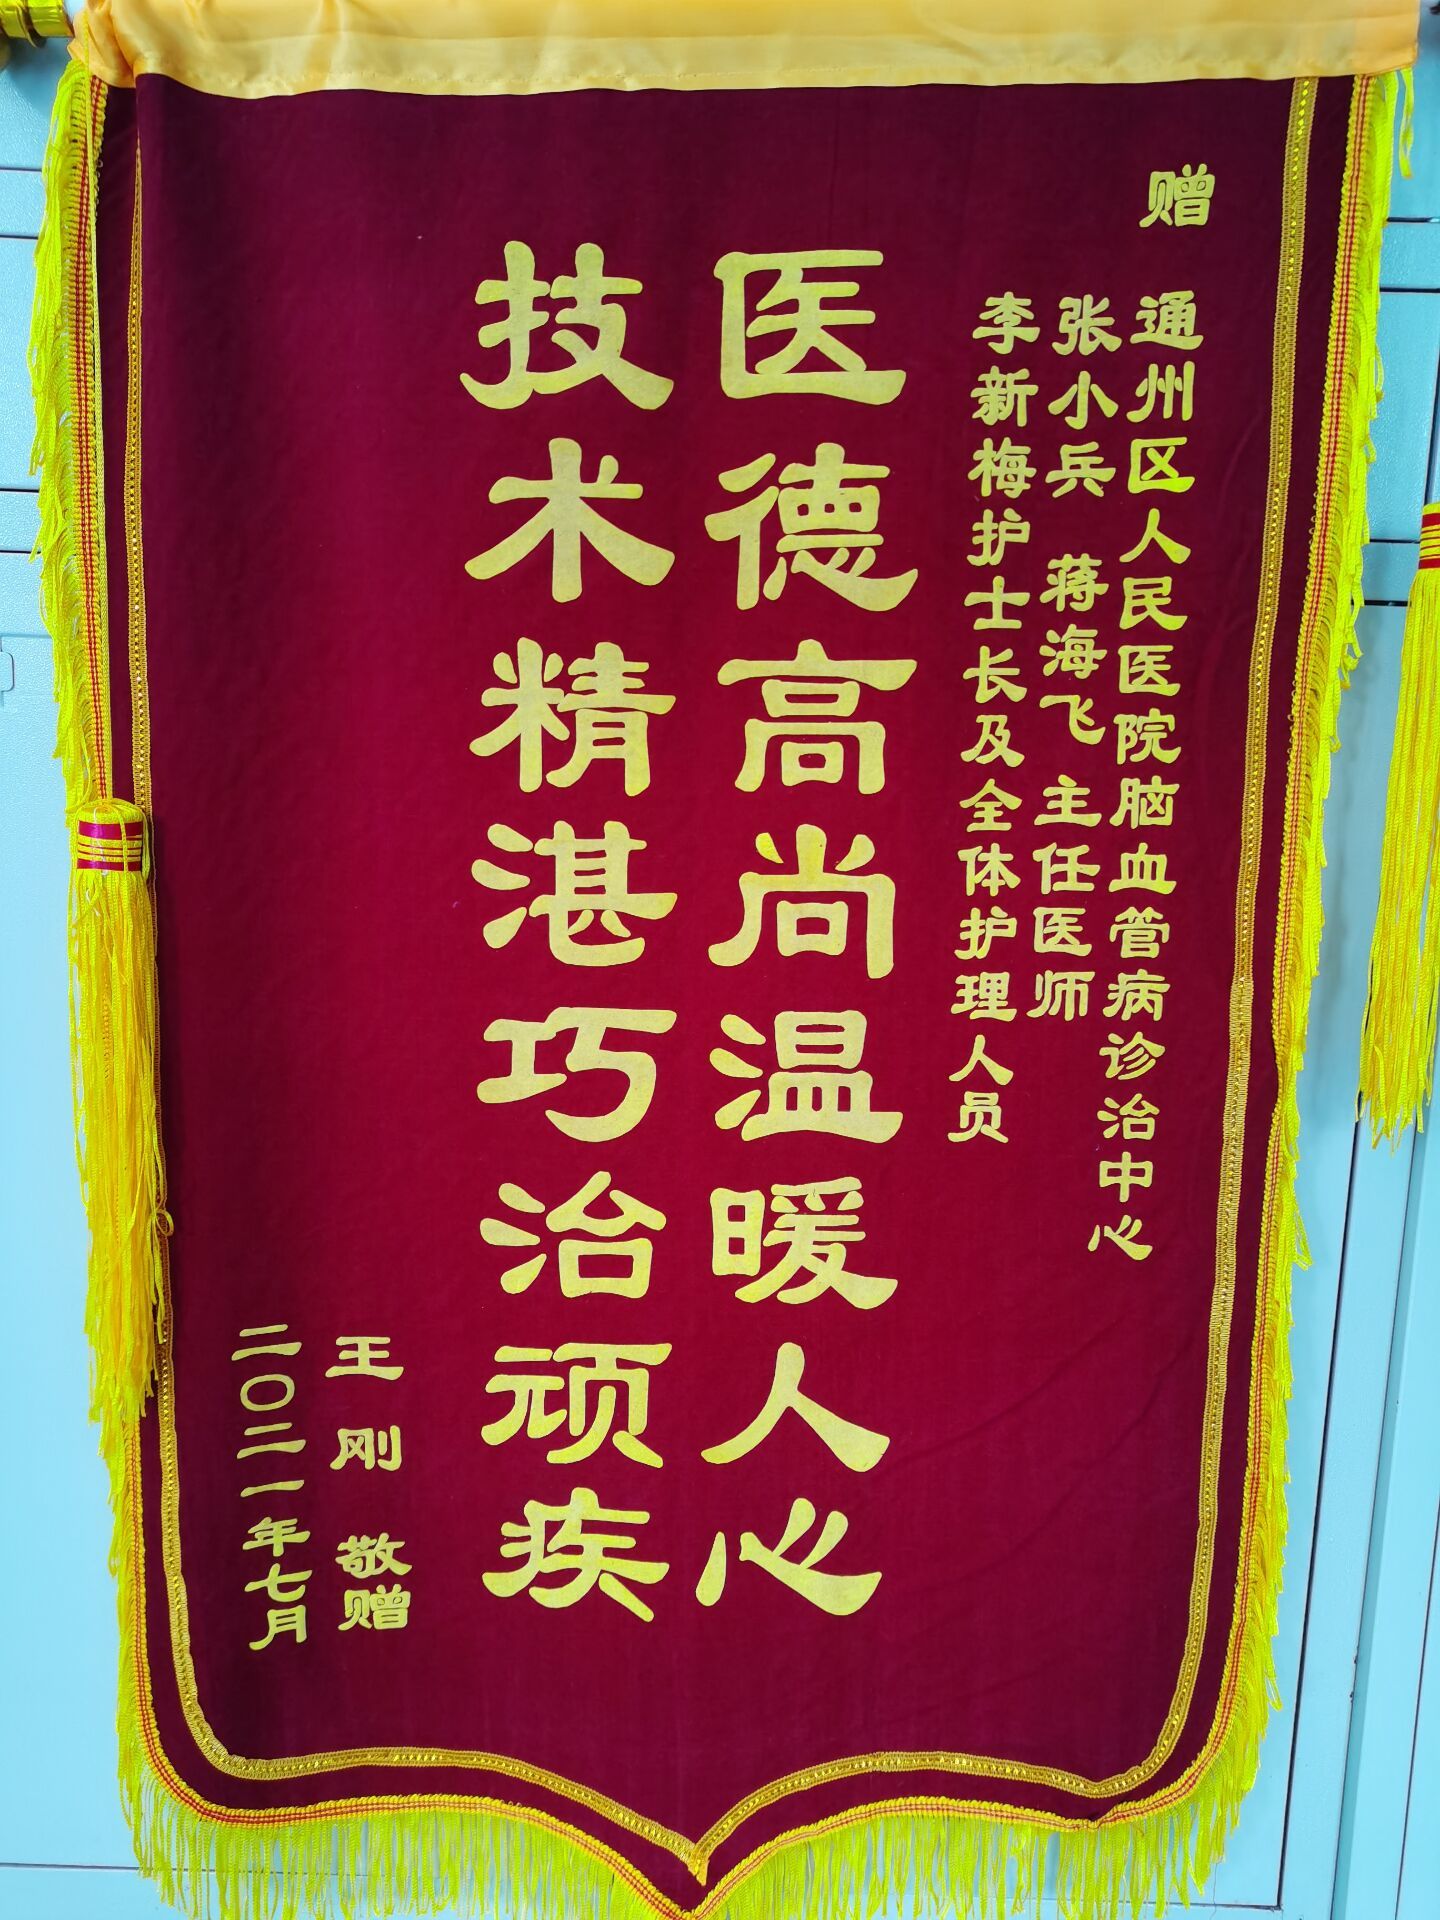 赠
通州区人民医院脑血管病诊治中心
张小兵 蒋海飞 主任医师
李新梅护士长及全体护理人员
医德高尚温暖人心
技术精湛巧治顽疾
王刚 敬赠
二〇二一年七月